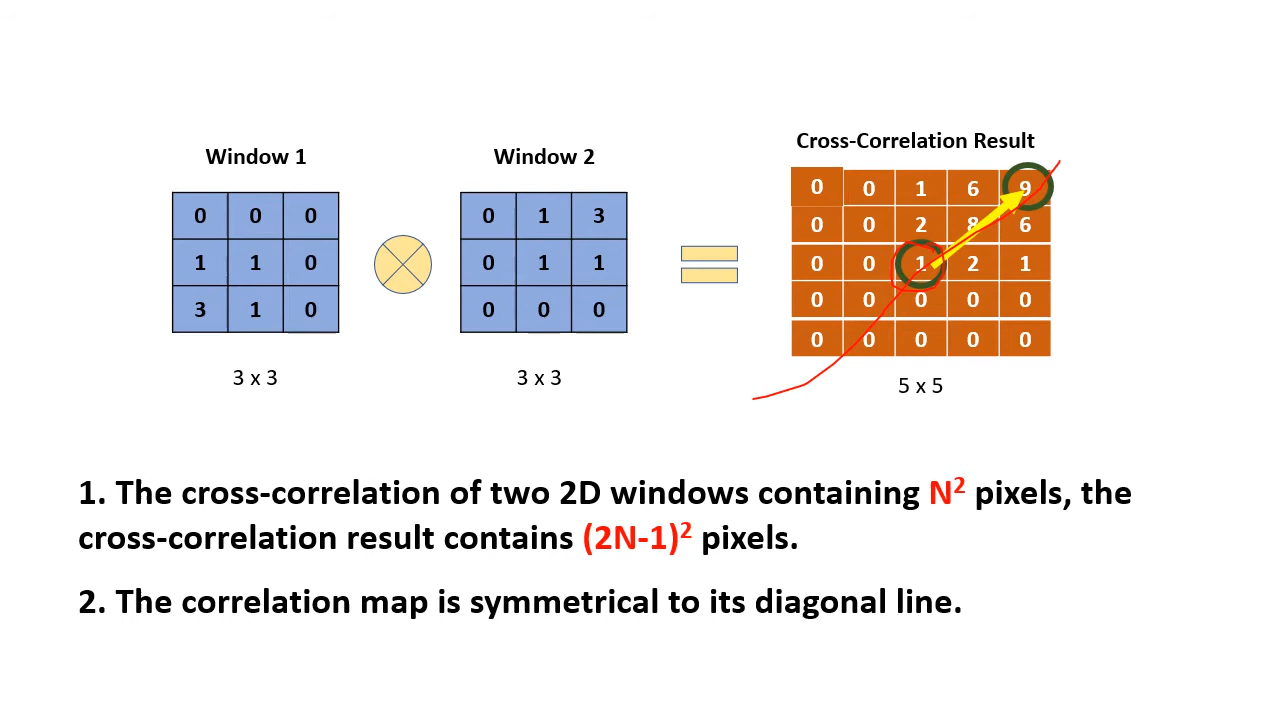 Cross-Correlation Result
Window 1
Window 2
0 0 0
1 1 0
3 1 0
3 x 3
0 1 3
0 1 1
0 0 0
3 x 3
0 0 1 6 9
0 0 2 8 6
0 0 1 2 1
0 0 0 0 0
0 0 0 0 0
5 x 5
1. The cross-correlation of two 2D windows containing N² pixels, the
cross-correlation result contains (2N-1)² pixels.
2. The correlation map is symmetrical to its diagonal line.